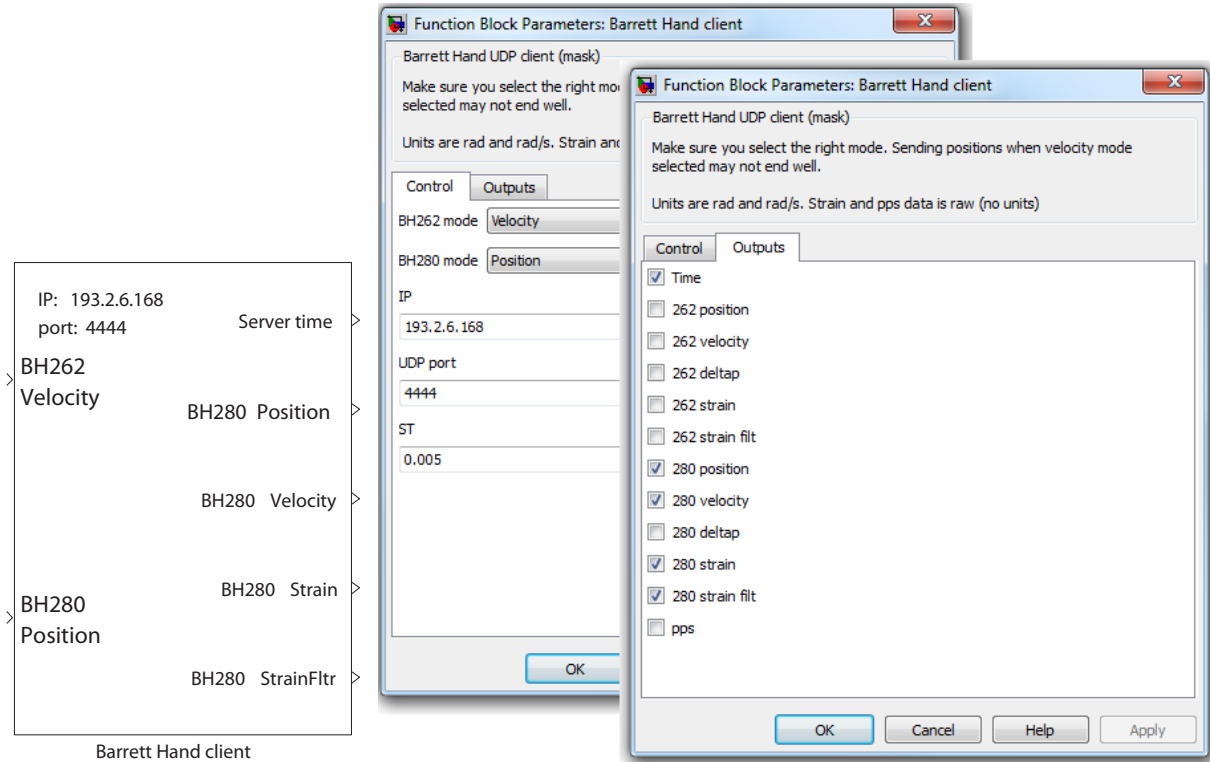 IP: 193.2.6.168
port: 4444
BH262
Velocity
BH280
Position
Server time
BH280 Position
BH280 Velocity
BH280 Strain
BH280 StrainFltr
Barrett Hand client
Function Block Parameters: Barrett Hand client
Barrett Hand UDP client (mask)
Make sure you select the right
selected may not end well.
Units are rad and rad/s. Strain
Control Outputs
BH262 mode Velocity
BH280 mode Position
IP
193.2.6.168
UDP port
4444
ST
0.005
OK
Function Block Parameters: Barrett Hand client
Barrett Hand UDP client (mask)
Make sure you select the right mode. Sending positions when velocity mode
selected may not end well.
Units are rad and rad/s. Strain and pps data is raw (no units)
Control Outputs
Time
262 position
262 velocity
262 deltap
262 strain
262 strain filt
280 position
280 velocity
280 deltap
280 strain
280 strain filt
pps
OK Cancel Help Apply